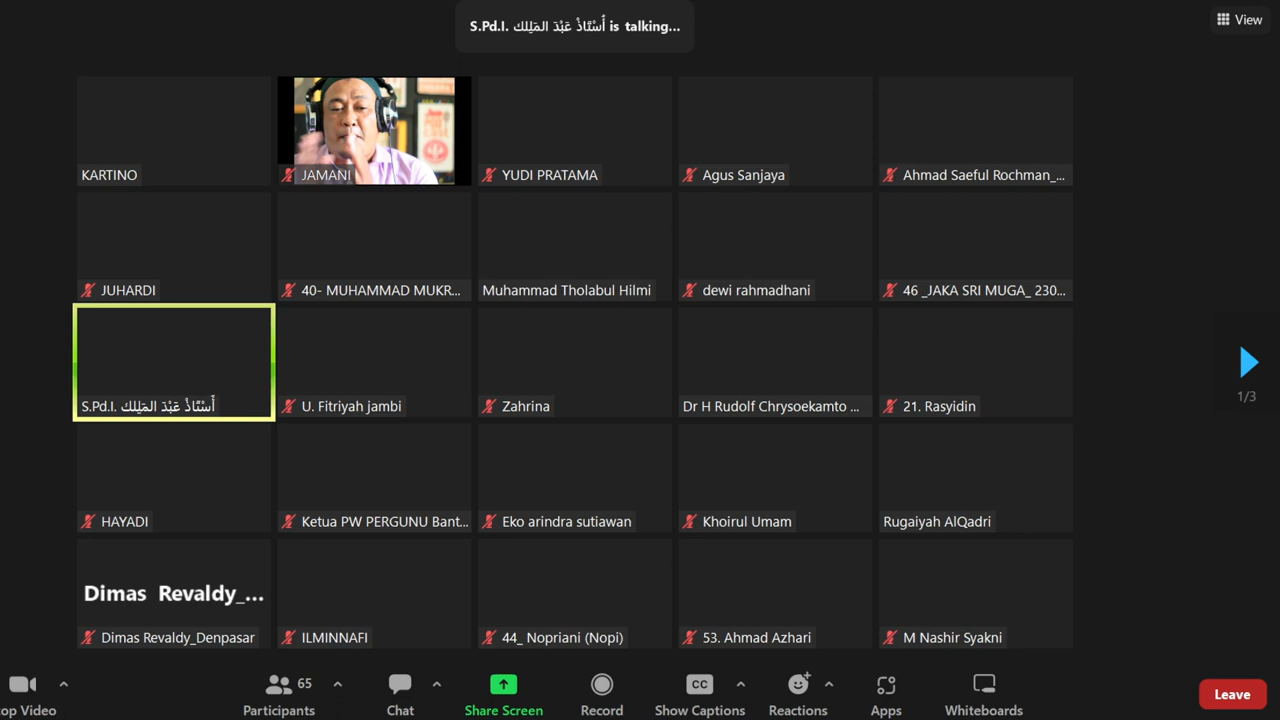 S.Pd.I. أُسْتَاذْ عَبْدَ المَلِك is talking...
View
KARTINO
JAMANI
YUDI PRATAMA
Agus Sanjaya
Ahmad Saeful Rochman_...
JUHARDI
40- MUHAMMAD MUKR...
Muhammad Tholabul Hilmi
dewi rahmadhani
46 _JAKA SRI MUGA_ 230...
S.Pd.I. أُسْتَاذْ عَبْدَ المَلِك
U. Fitriyah jambi
Zahrina
Dr H Rudolf Chrysoekamto ...
21. Rasyidin
1/3
HAYADI
Ketua PW PERGUNU Bant...
Eko arindra sutiawan
Khoirul Umam
Rugaiyah AlQadri
Dimas Revaldy_...
Dimas Revaldy_Denpasar
ILMINNAFI
44_ Nopriani (Nopi)
53. Ahmad Azhari
M Nashir Syakni
65
CC
op Video
Participants
Chat
Share Screen
Record
Show Captions
Reactions
Apps
Whiteboards
Leave